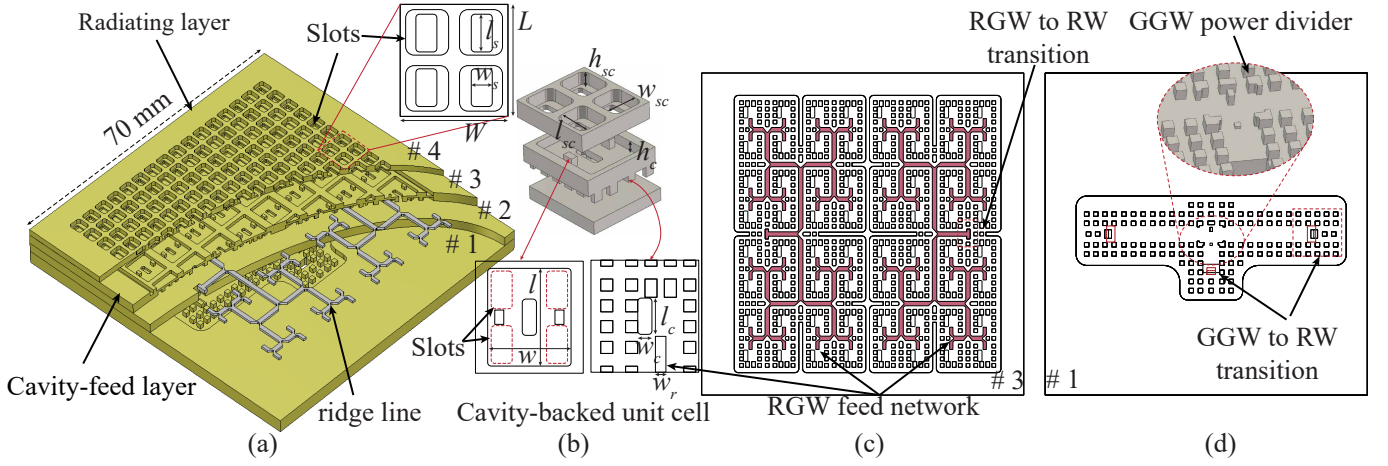 Radiating layer
Slots
70 mm
# 4
# 3
# 2
# 1
Cavity-feed layer
ridge line
(a)
L
l_s
w_s
W
h_sc
w_sc
l_sc
h_c
l
w
Slots
l_c
w_c
w_r
Cavity-backed unit cell
(b)
RGW to RW
transition
# 3
RGW feed network
(c)
GGW power divider
# 1
GGW to RW
transition
(d)